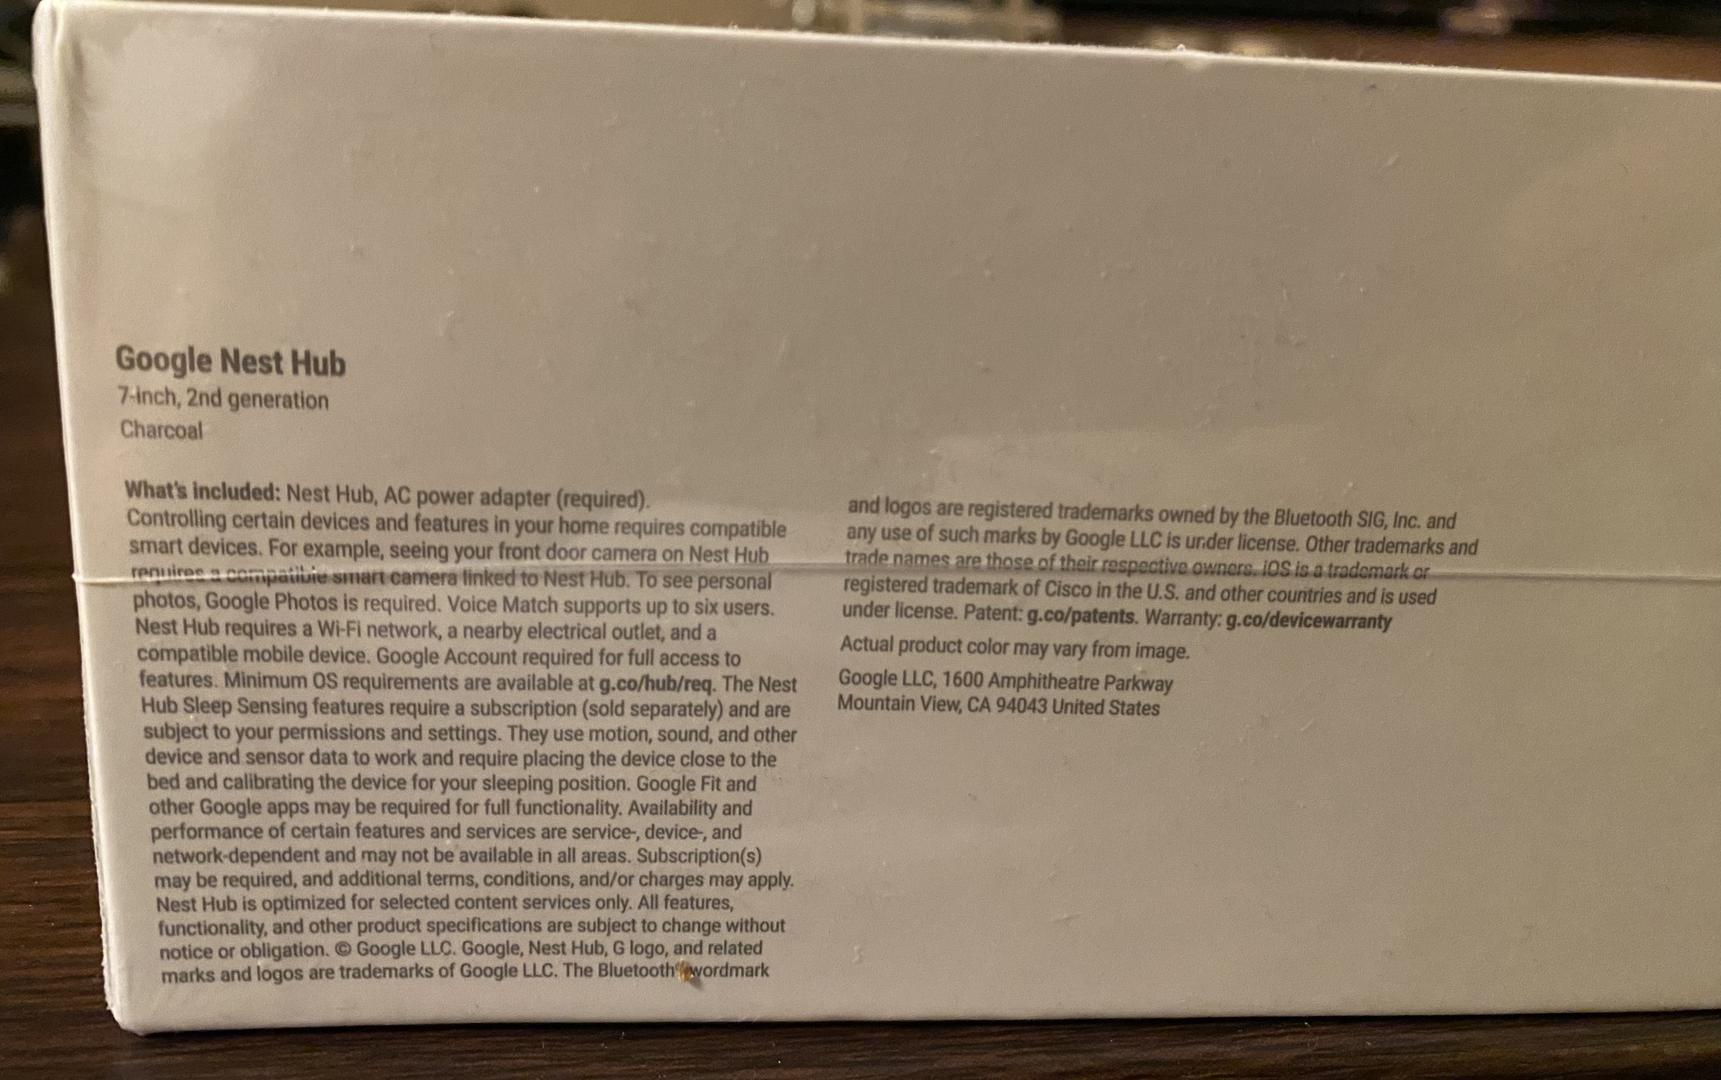 Google Nest Hub
7-inch, 2nd generation
Charcoal
What's included: Nest Hub, AC power adapter (required).
Controlling certain devices and features in your home requires compatible
smart devices. For example, seeing your front door camera on Nest Hub
requires a compatible smart camera linked to Nest Hub. To see personal
photos, Google Photos is required. Voice Match supports up to six users.
Nest Hub requires a Wi-Fi network, a nearby electrical outlet, and a
compatible mobile device. Google Account required for full access to
features. Minimum OS requirements are available at g.co/hub/req. The Nest
Hub Sleep Sensing features require a subscription (sold separately) and are
subject to your permissions and settings. They use motion, sound, and other
device and sensor data to work and require placing the device close to the
bed and calibrating the device for your sleeping position. Google Fit and
other Google apps may be required for full functionality. Availability and
performance of certain features and services are service-, device-, and
network-dependent and may not be available in all areas. Subscription(s)
may be required, and additional terms, conditions, and/or charges may apply.
Nest Hub is optimized for selected content services only. All features,
functionality, and other product specifications are subject to change without
notice or obligation. © Google LLC. Google, Nest Hub, G logo, and related
marks and logos are trademarks of Google LLC. The Bluetooth® wordmark
and logos are registered trademarks owned by the Bluetooth SIG, Inc. and
any use of such marks by Google LLC is under license. Other trademarks and
trade names are those of their respective owners. iOS is a trademark or
registered trademark of Cisco in the U.S. and other countries and is used
under license. Patent: g.co/patents. Warranty: g.co/devicewarranty
Actual product color may vary from image.
Google LLC, 1600 Amphitheatre Parkway
Mountain View, CA 94043 United States